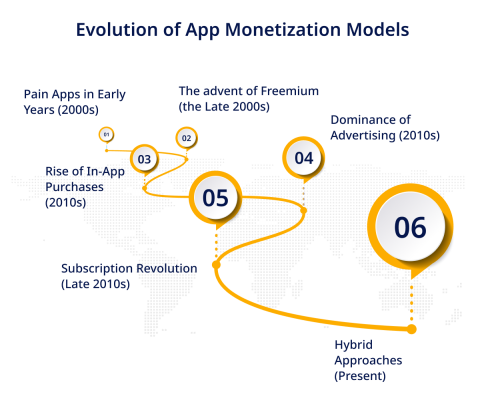 Evolution of App Monetization Models
Pain Apps in Early
Years (2000s)
01
The advent of Freemium
(the Late 2000s)
02
Rise of In-App
Purchases
(2010s)
03
Dominance of
Advertising (2010s)
04
Subscription Revolution
(Late 2010s)
05
Hybrid
Approaches
(Present)
06